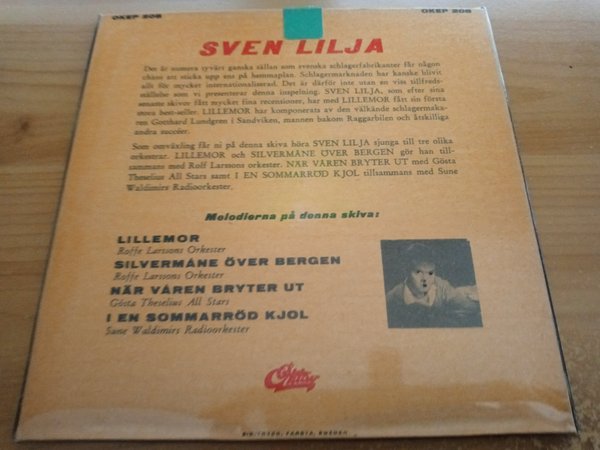 OKEP 208
OKEP 208
SVEN LILJA
Det är numera tyvärr ganska sällan som svenska schlagerfabrikanter får någon
chans att sticka upp ens på hemmaplan. Schlagermarknaden har kanske blivit
allt för mycket internationaliserad. Det är därför inte utan en viss tillfreds-
ställelse som vi presenterar denna inspelning. SVEN LILJA, som efter sina
senaste skivor fått mycket fina recensioner, har med LILLEMOR fått sin första
stora best-seller. LILLEMOR har komponerats av den välkände schlagermaka-
ren Gotthard Lundgren i Sandviken, mannen bakom Raggarbilen och åtskilliga
andra succéer.
Som omväxling får ni på denna skiva höra SVEN LILJA sjunga till tre olika
orkestrar. LILLEMOR och SILVERMÅNE ÖVER BERGEN gör han till-
sammans med Rolf Larssons orkester. NÄR VÅREN BRYTER UT med Gösta
Theselius All Stars samt I EN SOMMARRÖD KJOL tillsammans med Sune
Waldimirs Radioorkester.
Melodierna på denna skiva:
LILLEMOR
Roffe Larssons Orkester
SILVERMÅNE ÖVER BERGEN
Roffe Larssons Orkester
NÄR VÅREN BRYTER UT
Gösta Theselius All Stars
I EN SOMMARRÖD KJOL
Sune Waldimirs Radioorkester
FARSTA, SWEDEN